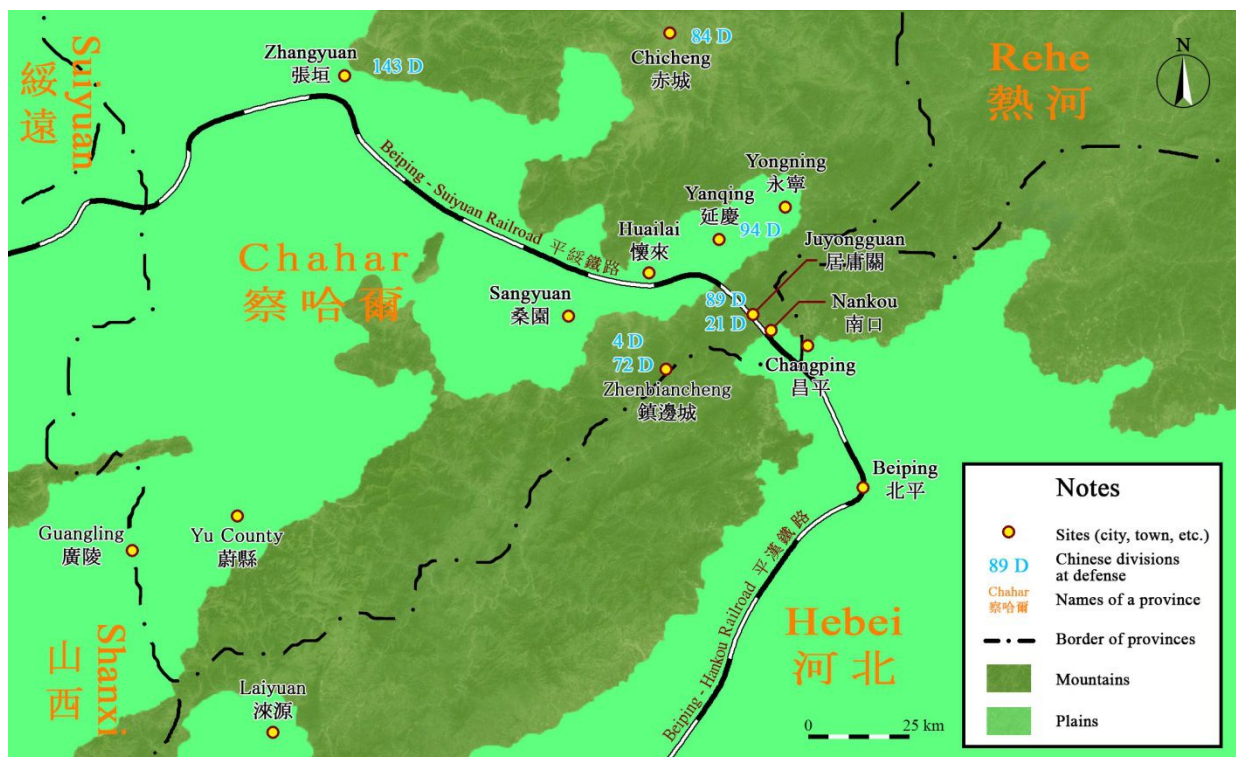 Suiyuan
綏遠
Zhangyuan
張垣
143 D
84 D
Chicheng
赤城
Rehe
熱河
N
Beiping - Suiyuan Railroad 平綏鐵路
Yongning
永寧
Yanqing
延慶
94 D
Huailai
懷來
Juyongguan
居庸關
Chahar
察哈爾
Sangyuan
桑園
89 D
21 D
Nankou
南口
4 D
72 D
Changping
昌平
Zhenbiancheng
鎮邊城
Beiping
北平
Guangling
廣陵
Yu County
蔚縣
Beiping - Hankou Railroad 平漢鐵路
Hebei
河北
Shanxi
山西
Laiyuan
淶源
0 25 km
Notes
Sites (city, town, etc.)
89 D
Chinese divisions
at defense
Chahar
察哈爾
Names of a province
Border of provinces
Mountains
Plains